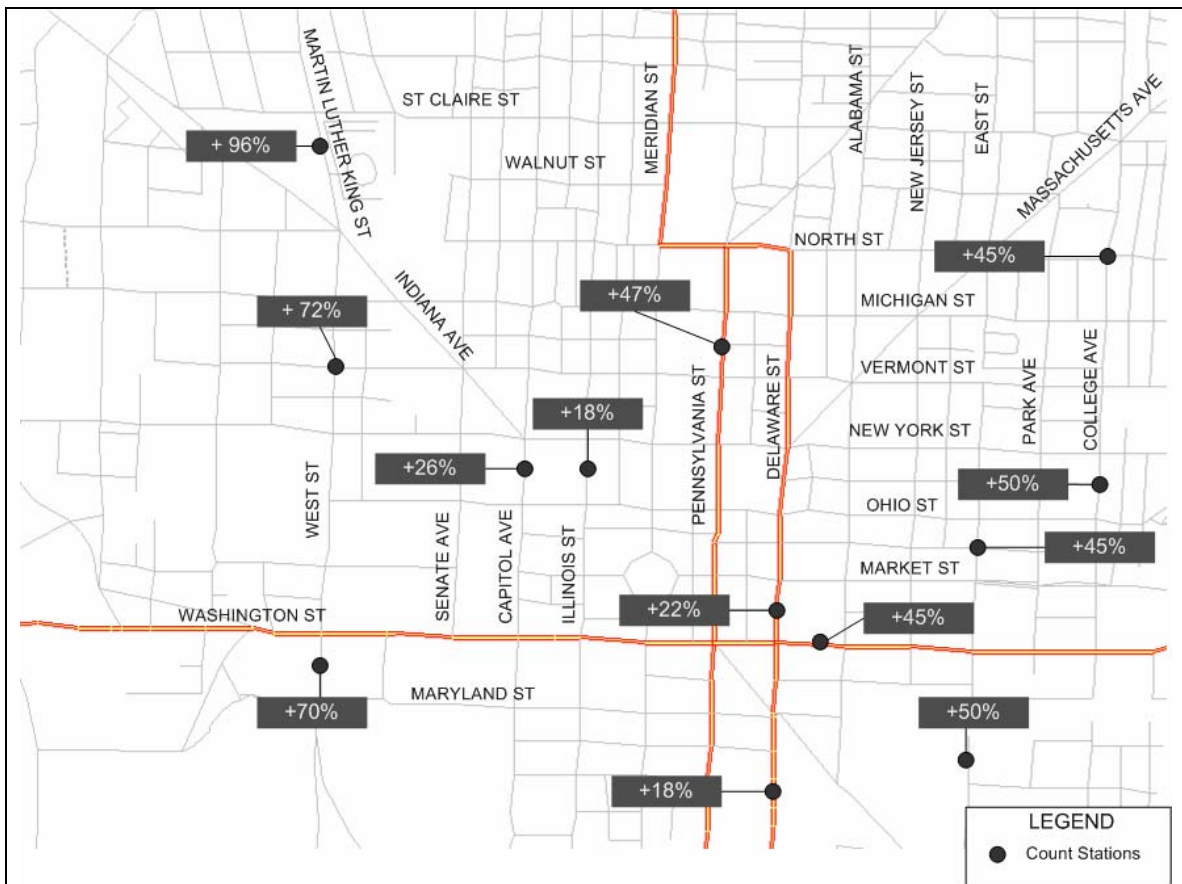 MARTIN LUTHER KING ST
ST CLAIRE ST
MERIDIAN ST
ALABAMA ST
NEW JERSEY ST
EAST ST
MASSACHUSETTS AVE
+ 96%
WALNUT ST
NORTH ST
+45%
INDIANA AVE
+47%
MICHIGAN ST
+ 72%
VERMONT ST
PENNSYLVANIA ST
DELAWARE ST
PARK AVE
COLLEGE AVE
+18%
NEW YORK ST
+26%
+50%
WEST ST
OHIO ST
SENATE AVE
CAPITOL AVE
ILLINOIS ST
+45%
MARKET ST
WASHINGTON ST
+22%
+45%
MARYLAND ST
+70%
+50%
+18%
LEGEND
Count Stations